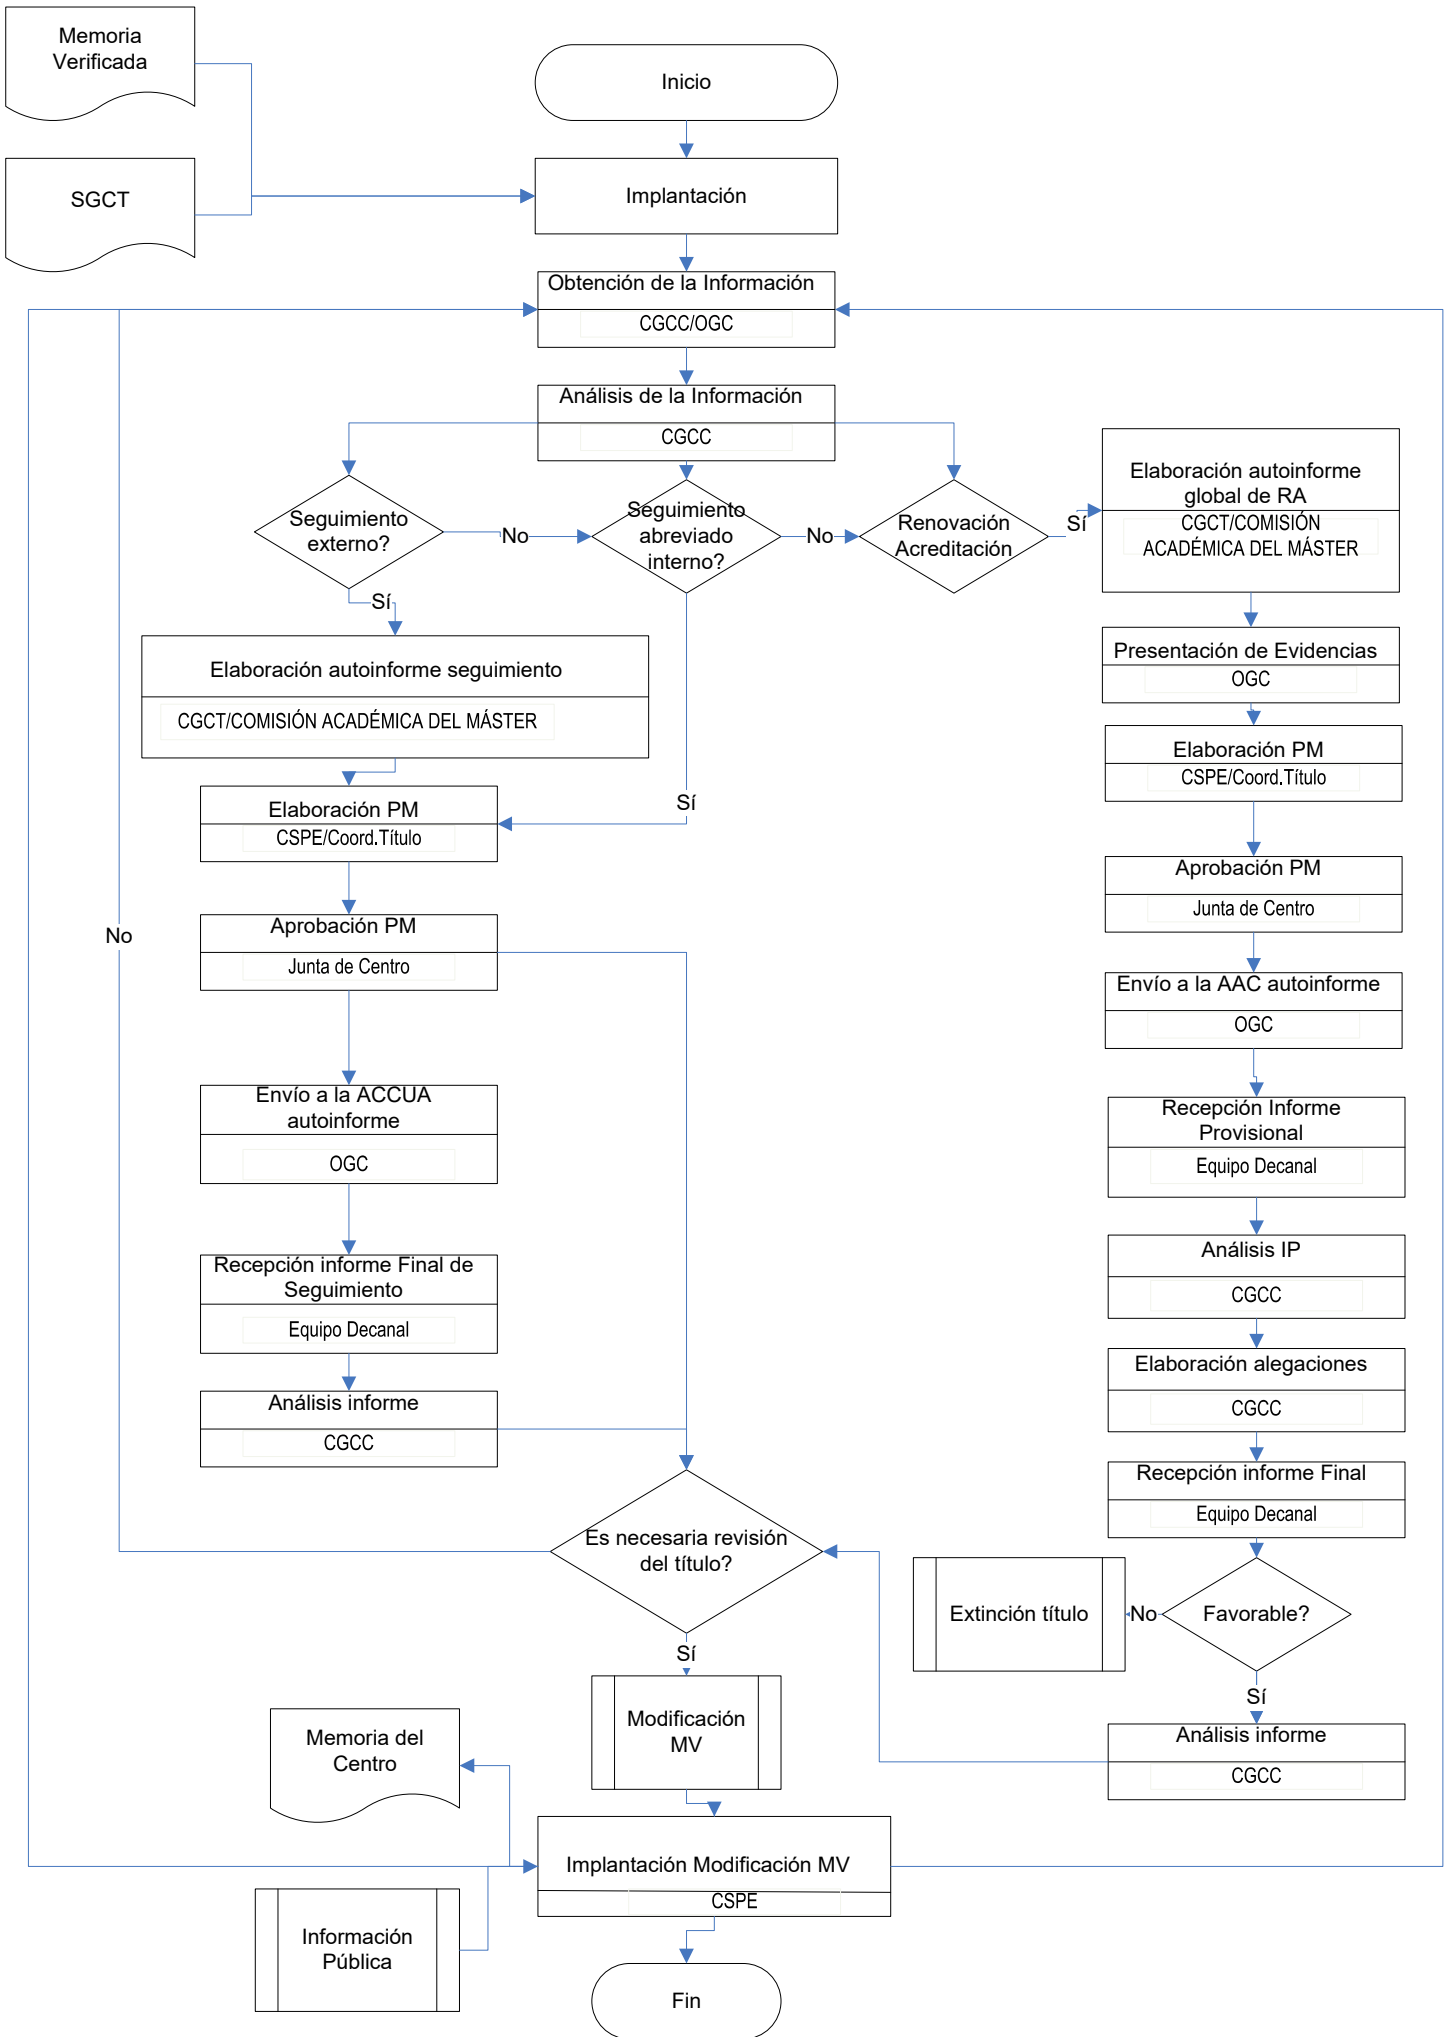 Memoria
Verificada
Inicio
SGCT
Implantación
Obtención de la Información
CGCC/OGC
Análisis de la Información
CGCC
Seguimiento
externo?
No
Seguimiento
abreviado
interno?
No
Renovación
Acreditación
Sí
Elaboración autoinforme
global de RA
CGCT/COMISIÓN
ACADÉMICA DEL MÁSTER
Sí
Elaboración autoinforme seguimiento
CGCT/COMISIÓN ACADÉMICA DEL MÁSTER
Presentación de Evidencias
OGC
Elaboración PM
CSPE/Coord.Título
Sí
Elaboración PM
CSPE/Coord.Título
Aprobación PM
Junta de Centro
No
Aprobación PM
Junta de Centro
Envío a la AAC autoinforme
OGC
Envío a la ACCUA
autoinforme
OGC
Recepción Informe
Provisional
Equipo Decanal
Recepción informe Final de
Seguimiento
Equipo Decanal
Análisis IP
CGCC
Elaboración alegaciones
CGCC
Análisis informe
CGCC
Recepción informe Final
Equipo Decanal
Es necesaria revisión
del título?
Extinción título
No
Favorable?
Sí
Sí
Modificación
MV
Análisis informe
CGCC
Memoria del
Centro
Implantación Modificación MV
CSPE
Información
Pública
Fin